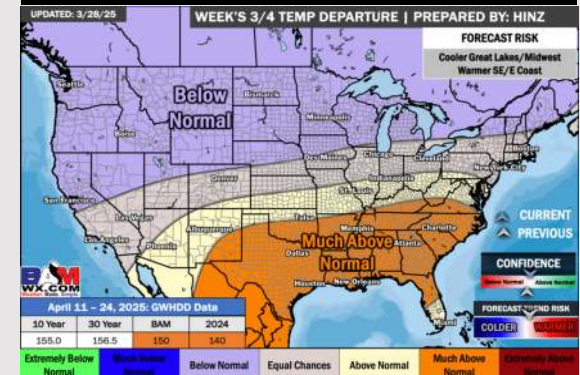 UPDATED: 3/28/25
WEEK'S 3/4 TEMP DEPARTURE | PREPARED BY: HINZ
FORECAST RISK
Cooler Great Lakes/Midwest
Warmer SE/E Coast
Seattle
Below
Normal
Bismarck
Minneapolis
Boise
Boston
Des Moines
Chicago
Cleveland
New York City
Denver
Indianapolis
San Francisco
St. Louis
Las Vegas
CURRENT
PREVIOUS
Los Angeles
Albuquerque
Tulsa
Memphis
Charlotte
Phoenix
Much Above
Normal
Atlanta
Dallas
CONFIDENCE
Below Normal
Above Normal
Houston
New Orleans
BAM
WX.COM
April 11 – 24, 2025: GWHDD Data
FORECAST TREND RISK
COLDER
WARMER
10 Year
30 Year
BAM
2024
Miami
155.0
156.5
150
140
Extremely Below
Normal
Much Below
Normal
Below Normal
Equal Chances
Above Normal
Much Above
Normal
Extremely Above
Normal